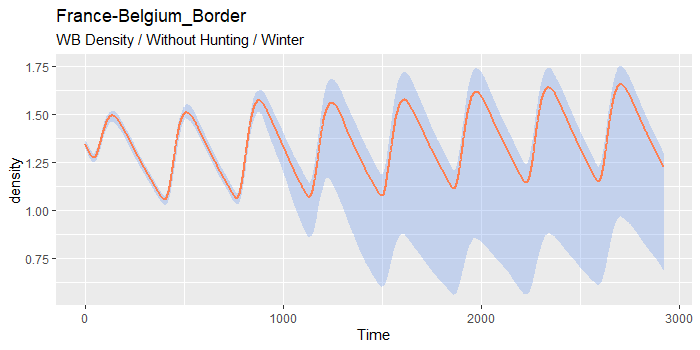 France-Belgium_Border
WB Density / Without Hunting / Winter
1.75
1.50
1.25
1.00
0.75
density
0
1000
2000
3000
Time